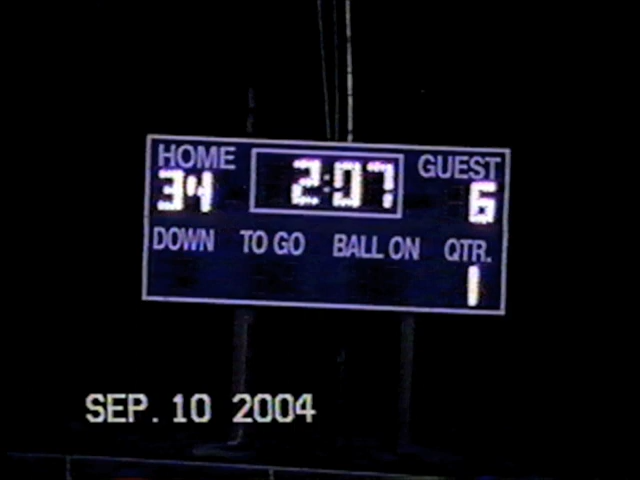 HOME 2:07 GUEST
34 6
DOWN TO GO BALL ON QTR.
1
SEP. 10 2004